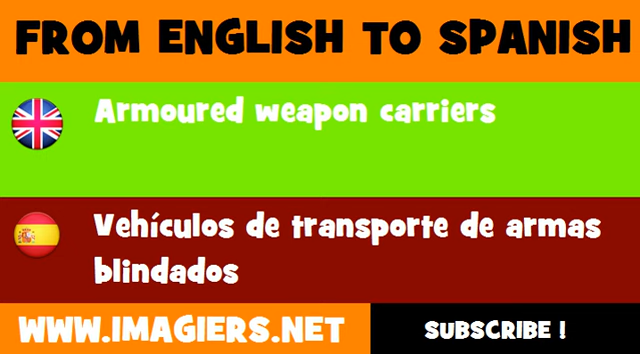 FROM ENGLISH TO SPANISH
Armoured weapon carriers
Vehículos de transporte de armas
blindados
WWW.IMAGIERS.NET
SUBSCRIBE !